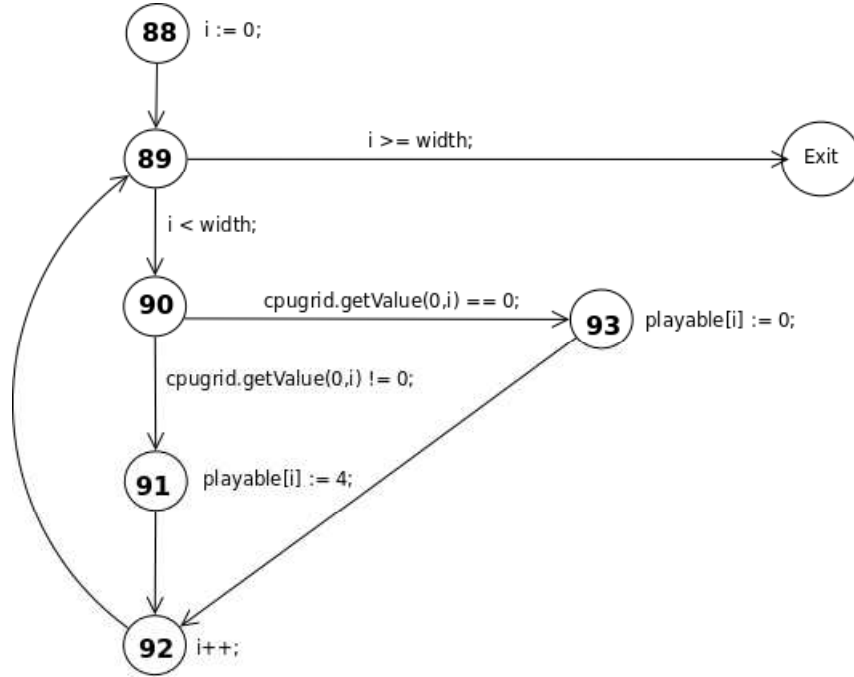 88 i := 0;
89 i >= width; Exit
i < width;
90 cpugrid.getValue(0,i) == 0; 93 playable[i] := 0;
cpugrid.getValue(0,i) != 0;
91 playable[i] := 4;
92 i++;